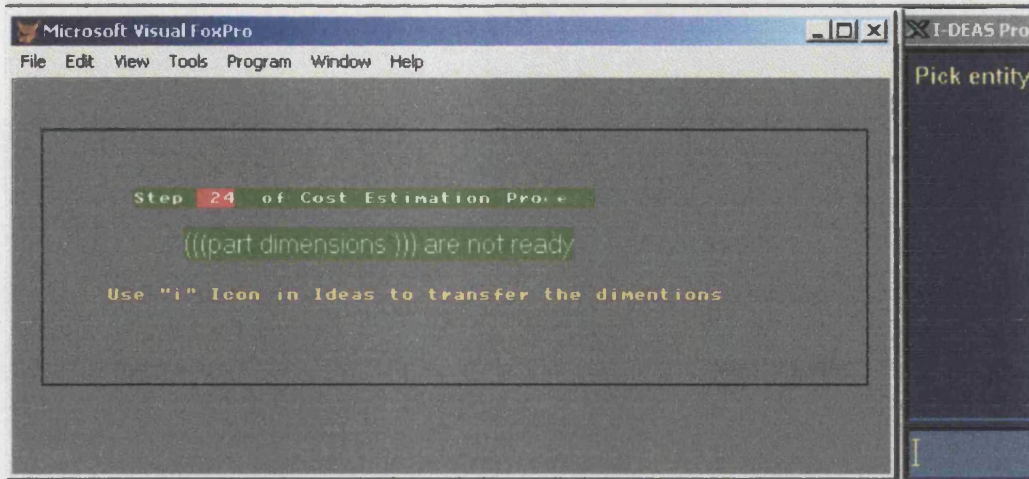 Microsoft Visual FoxPro
File Edit View Tools Program Window Help
Step 24 of Cost Estimation
(((part dimensions ))) are not ready
Use "i" Icon in Ideas to transfer the dimentions
I-DEAS Pro
Pick entity